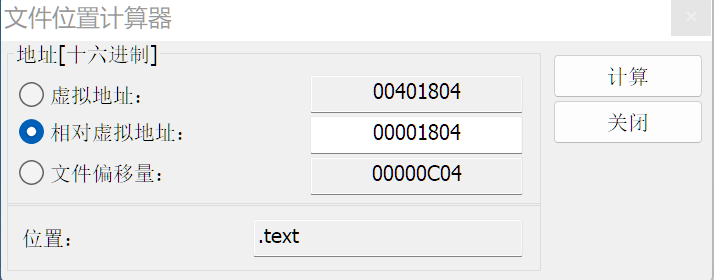 文件位置计算器
地址[十六进制]
虚拟地址： 00401804
相对虚拟地址： 00001804
文件偏移量： 00000C04
位置： .text
计算
关闭